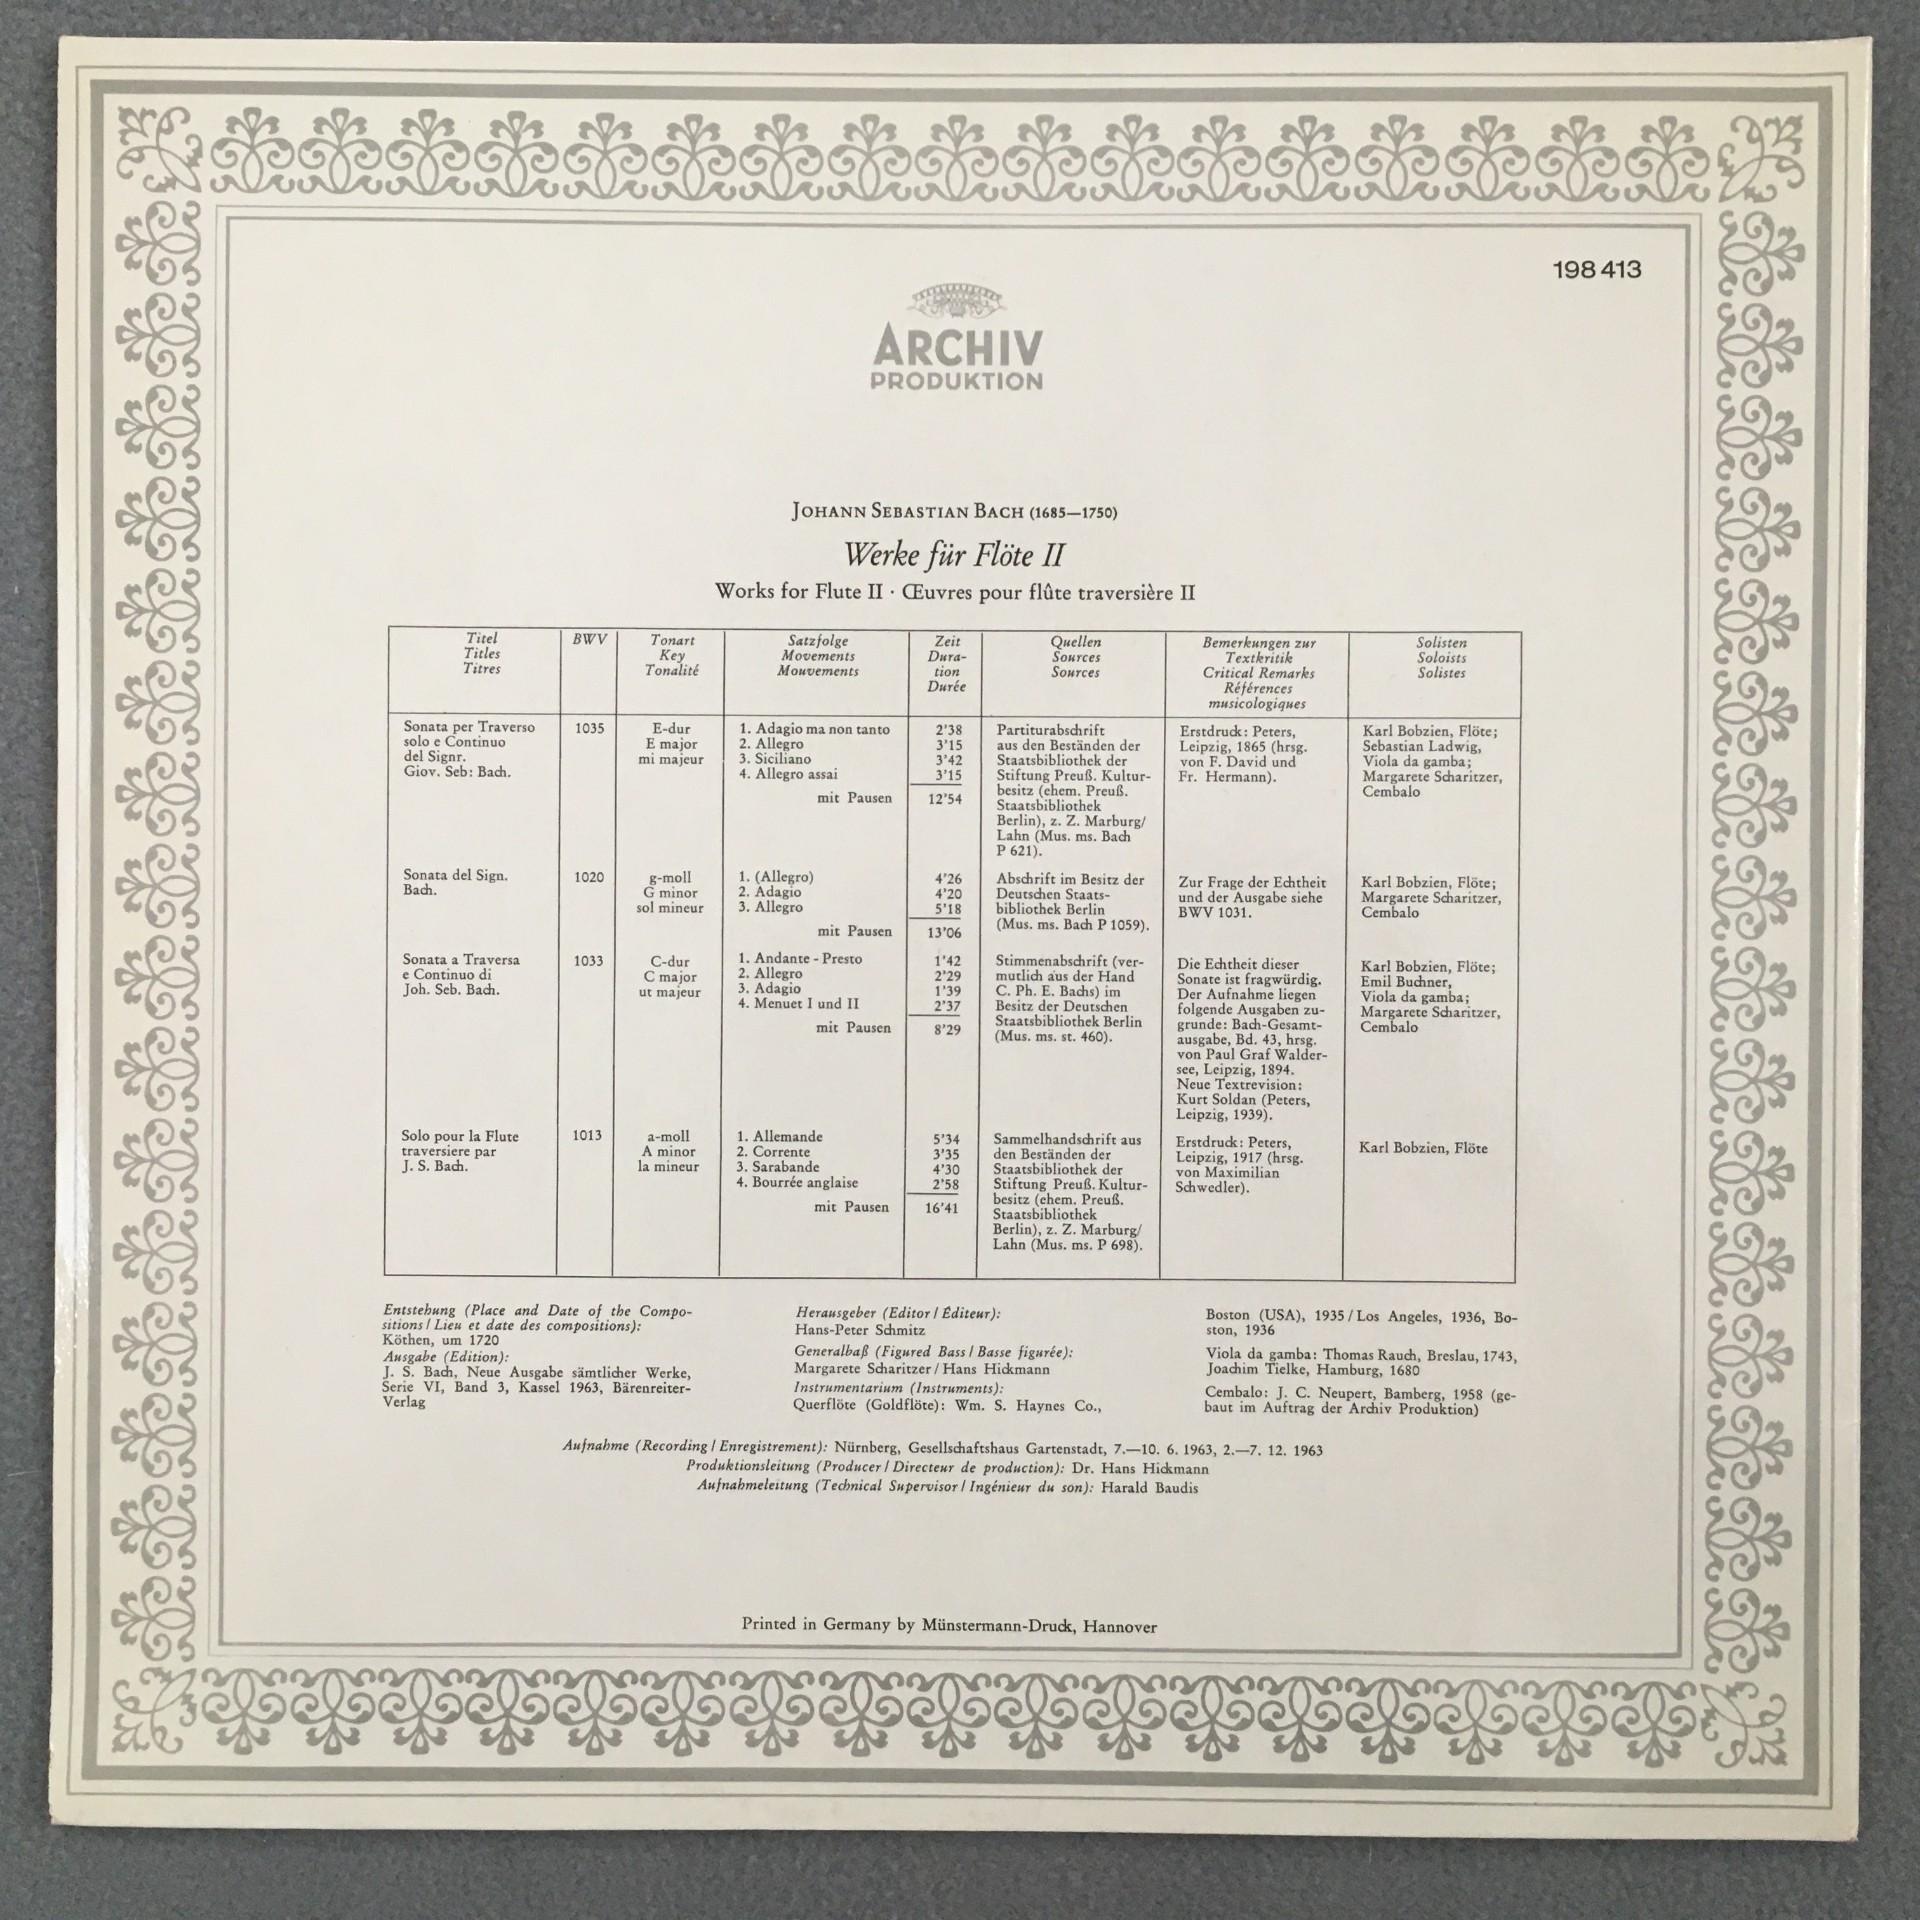 198 413
ARCHIV
PRODUKTION
JOHANN SEBASTIAN BACH (1685—1750)
Werke für Flöte II
Works for Flute II · Œuvres pour flûte traversière II
Titel
Titles
Titres
BWV
Tonart
Key
Tonalité
Satzfolge
Movements
Mouvements
Zeit
Dura-
tion
Durée
Quellen
Sources
Sources
Bemerkungen zur
Textkritik
Critical Remarks
Références
musicologiques
Solisten
Soloists
Solistes
Sonata per Traverso
solo e Continuo
del Signr.
Giov. Seb: Bach.
1035
E-dur
E major
mi majeur
1. Adagio ma non tanto
2. Allegro
3. Siciliano
4. Allegro assai
mit Pausen
2'38
3'15
3'42
3'15
12'54
Partiturabschrift
aus den Beständen der
Staatsbibliothek der
Stiftung Preuß. Kultur-
besitz (ehem. Preuß.
Staatsbibliothek
Berlin), z. Z. Marburg/
Lahn (Mus. ms. Bach
P 621).
Erstdruck: Peters,
Leipzig, 1865 (hrsg.
von F. David und
Fr. Hermann).
Karl Bobzien, Flöte;
Sebastian Ladwig,
Viola da gamba;
Margarete Scharitzer,
Cembalo
Sonata del Sign.
Bach.
1020
g-moll
G minor
sol mineur
1. (Allegro)
2. Adagio
3. Allegro
mit Pausen
4'26
4'20
5'18
13'06
Abschrift im Besitz der
Deutschen Staats-
bibliothek Berlin
(Mus. ms. Bach P 1059).
Zur Frage der Echtheit
und der Ausgabe siehe
BWV 1031.
Karl Bobzien, Flöte;
Margarete Scharitzer,
Cembalo
Sonata a Traversa
e Continuo di
Joh. Seb. Bach.
1033
C-dur
C major
ut majeur
1. Andante - Presto
2. Allegro
3. Adagio
4. Menuet I und II
mit Pausen
1'42
2'29
1'39
2'37
8'29
Stimmenabschrift (ver-
mutlich aus der Hand
C. Ph. E. Bachs) im
Besitz der Deutschen
Staatsbibliothek Berlin
(Mus. ms. st. 460).
Die Echtheit dieser
Sonate ist fragwürdig.
Der Aufnahme liegen
folgende Ausgaben zu-
grunde: Bach-Gesamt-
ausgabe, Bd. 43, hrsg.
von Paul Graf Walder-
see, Leipzig, 1894.
Neue Textrevision:
Kurt Soldan (Peters,
Leipzig, 1939).
Karl Bobzien, Flöte;
Emil Buchner,
Viola da gamba;
Margarete Scharitzer,
Cembalo
Solo pour la Flute
traversiere par
J. S. Bach.
1013
a-moll
A minor
la mineur
1. Allemande
2. Corrente
3. Sarabande
4. Bourrée anglaise
mit Pausen
5'34
3'35
4'30
2'58
16'41
Sammelhandschrift aus
den Beständen der
Staatsbibliothek der
Stiftung Preuß. Kultur-
besitz (ehem. Preuß.
Staatsbibliothek
Berlin), z. Z. Marburg/
Lahn (Mus. ms. P 698).
Erstdruck: Peters,
Leipzig, 1917 (hrsg.
von Maximilian
Schwedler).
Karl Bobzien, Flöte
Entstehung (Place and Date of the Compo-
sitions / Lieu et date des compositions):
Köthen, um 1720
Ausgabe (Edition):
J. S. Bach, Neue Ausgabe sämtlicher Werke,
Serie VI, Band 3, Kassel 1963, Bärenreiter-
Verlag
Herausgeber (Editor / Éditeur):
Hans-Peter Schmitz
Generalbaß (Figured Bass / Basse figurée):
Margarete Scharitzer / Hans Hickmann
Instrumentarium (Instruments):
Querflöte (Goldflöte): Wm. S. Haynes Co.,
Boston (USA), 1935 / Los Angeles, 1936, Bo-
ston, 1936
Viola da gamba: Thomas Rauch, Breslau, 1743,
Joachim Tielke, Hamburg, 1680
Cembalo: J. C. Neupert, Bamberg, 1958 (ge-
baut im Auftrag der Archiv Produktion)
Aufnahme (Recording / Enregistrement): Nürnberg, Gesellschaftshaus Gartenstadt, 7.—10. 6. 1963, 2.—7. 12. 1963
Produktionsleitung (Producer / Directeur de production): Dr. Hans Hickmann
Aufnahmeleitung (Technical Supervisor / Ingénieur du son): Harald Baudis
Printed in Germany by Münstermann-Druck, Hannover